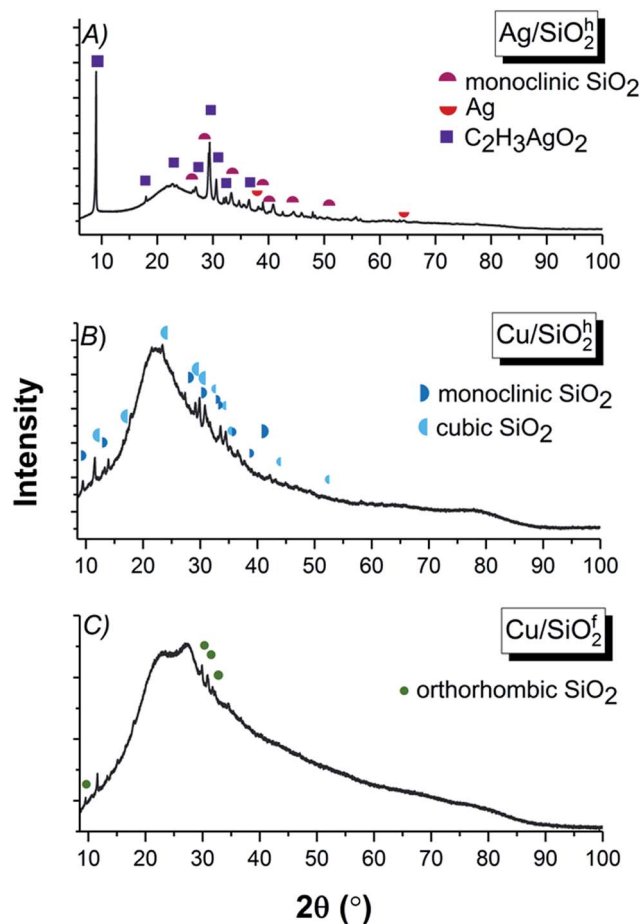 A)
Ag/SiO₂ʰ
monoclinic SiO₂
Ag
C₂H₃AgO₂
10 20 30 40 50 60 70 80 90 100
B)
Cu/SiO₂ʰ
monoclinic SiO₂
cubic SiO₂
Intensity
10 20 30 40 50 60 70 80 90 100
C)
Cu/SiO₂ᶠ
orthorhombic SiO₂
10 20 30 40 50 60 70 80 90 100
2θ (°)